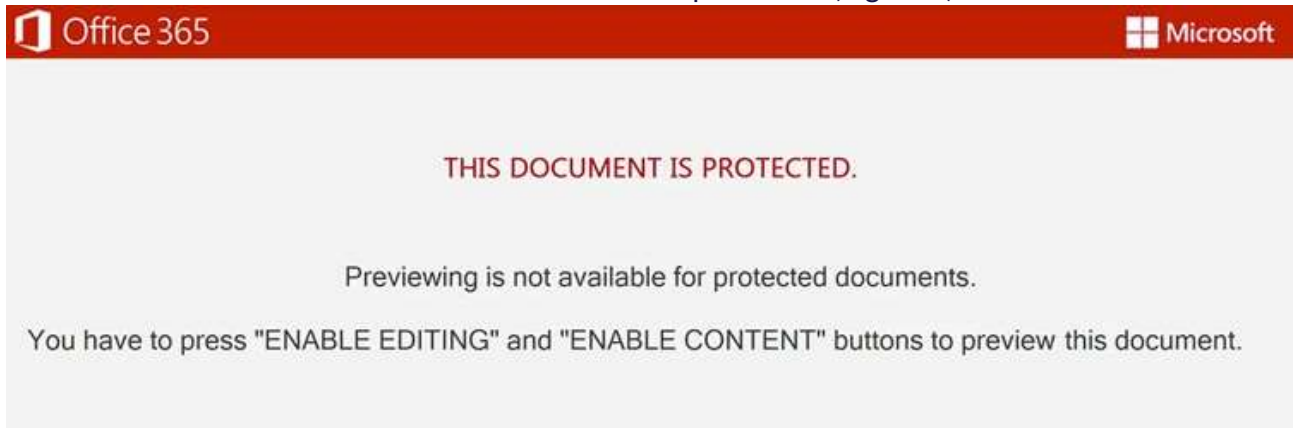 Office 365
Microsoft
THIS DOCUMENT IS PROTECTED.
Previewing is not available for protected documents.
You have to press "ENABLE EDITING" and "ENABLE CONTENT" buttons to preview this document.